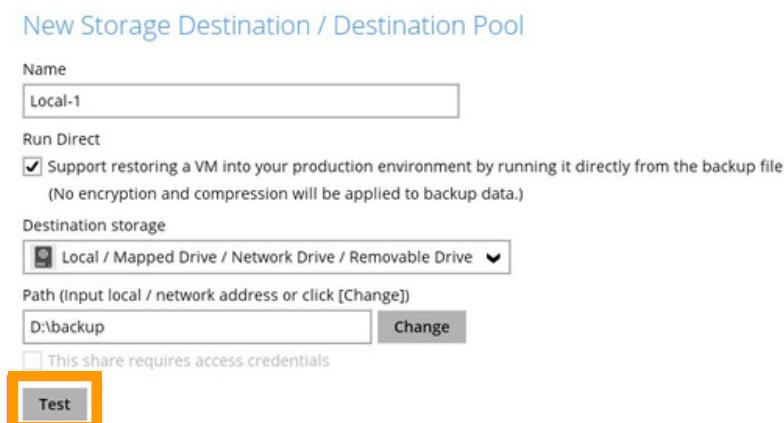 New Storage Destination / Destination Pool
Name
Local-1
Run Direct
Support restoring a VM into your production environment by running it directly from the backup file
(No encryption and compression will be applied to backup data.)
Destination storage
Local / Mapped Drive / Network Drive / Removable Drive
Path (Input local / network address or click [Change])
D:\backup Change
This share requires access credentials
Test